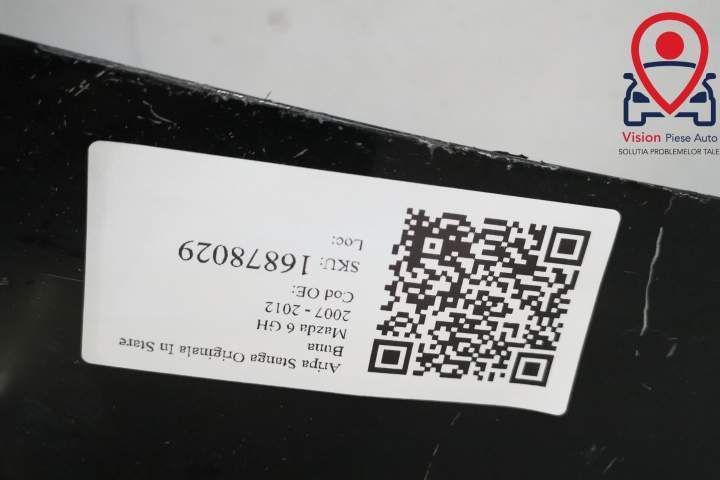 Vision Piese Auto
SOLUTIA PROBLEMELOR TALE
Aripa Stanga Originala In Stare
Buna
Mazda 6 GH
2007 - 2012
Cod OE:
SKU: 16878029
Loc: